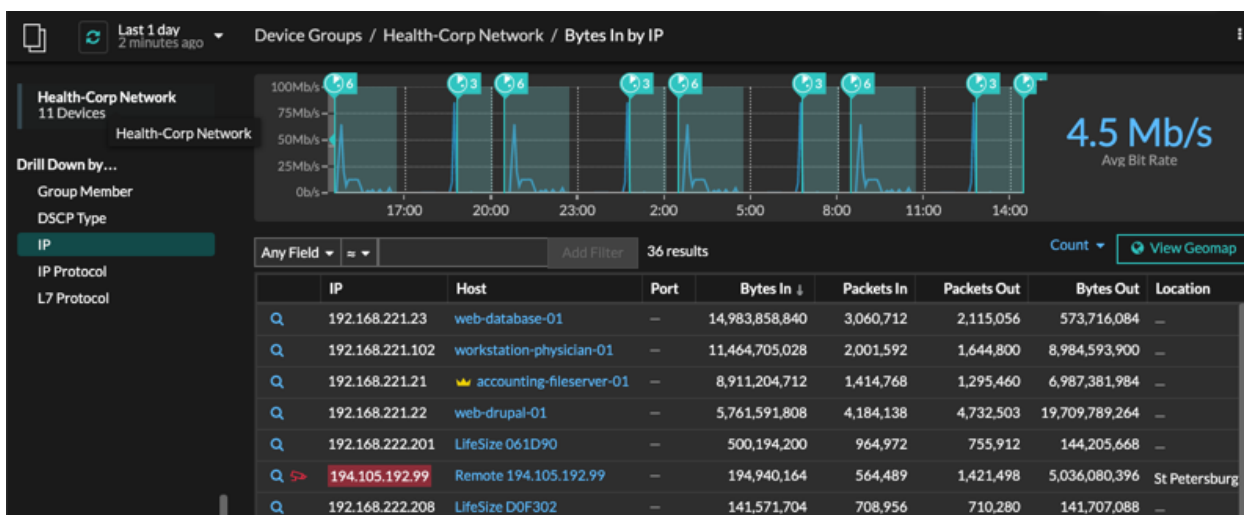 Last 1 day
2 minutes ago
Device Groups / Health-Corp Network / Bytes In by IP
Health-Corp Network
11 Devices
Health-Corp Network
Drill Down by...
Group Member
DSCP Type
IP
IP Protocol
L7 Protocol
6 3 6 3 6 3 6 3
100Mb/s
75Mb/s
50Mb/s
25Mb/s
0b/s
17:00 20:00 23:00 2:00 5:00 8:00 11:00 14:00
4.5 Mb/s
Avg Bit Rate
Any Field ≈ Add Filter 36 results Count View Geomap
IP Host Port Bytes In ↓ Packets In Packets Out Bytes Out Location
192.168.221.23 web-database-01 — 14,983,858,840 3,060,712 2,115,056 573,716,084 —
192.168.221.102 workstation-physician-01 — 11,464,705,028 2,001,592 1,644,800 8,984,593,900 —
192.168.221.21 accounting-fileserver-01 — 8,911,204,712 1,414,768 1,295,460 6,987,381,984 —
192.168.221.22 web-drupal-01 — 5,761,591,808 4,184,138 4,732,503 19,709,789,264 —
192.168.222.201 LifeSize 061D90 — 500,194,200 964,972 755,912 144,205,668 —
194.105.192.99 Remote 194.105.192.99 — 194,940,164 564,489 1,421,498 5,036,080,396 St Petersburg
192.168.222.208 LifeSize D0F302 — 141,571,704 708,956 710,280 141,707,088 —